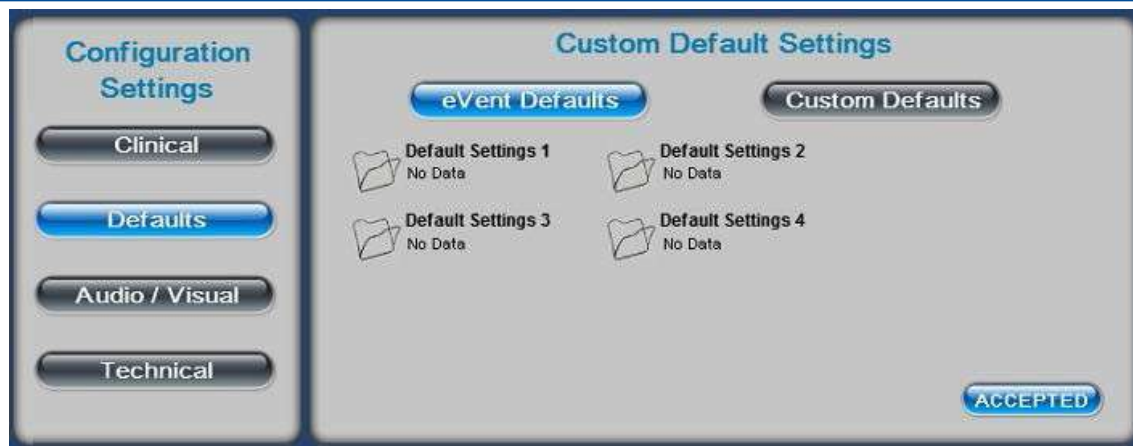 Configuration
Settings
Clinical
Defaults
Audio / Visual
Technical
Custom Default Settings
eVent Defaults
Custom Defaults
Default Settings 1
No Data
Default Settings 2
No Data
Default Settings 3
No Data
Default Settings 4
No Data
ACCEPTED